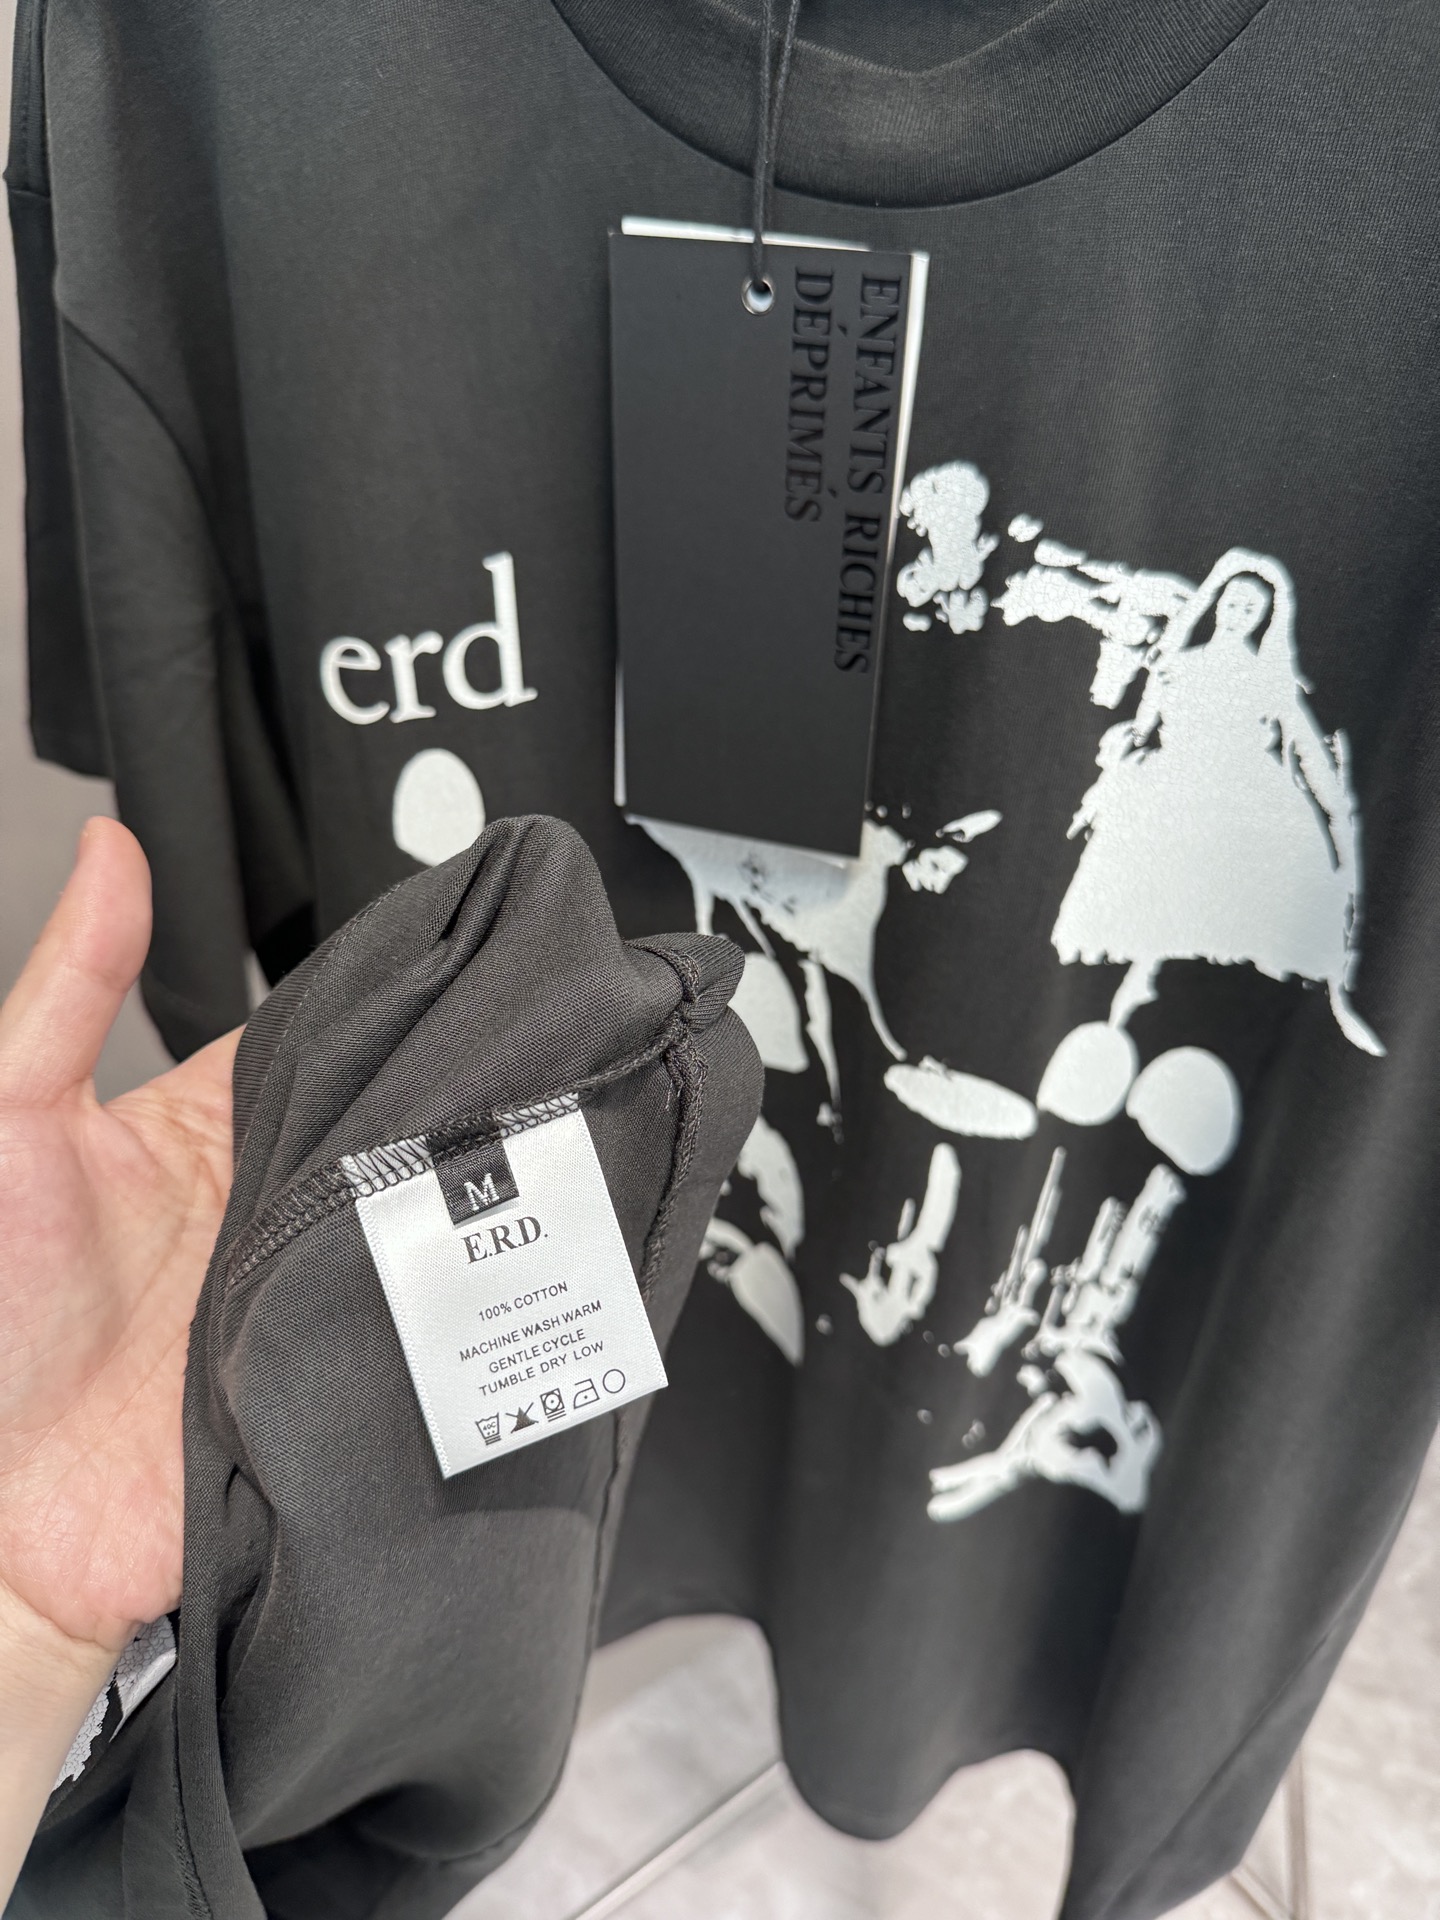 ENFANTS RICHES
DÉPRIMÉS
erd
M
E.R.D.
100% COTTON
MACHINE WASH WARM
GENTLE CYCLE
TUMBLE DRY LOW